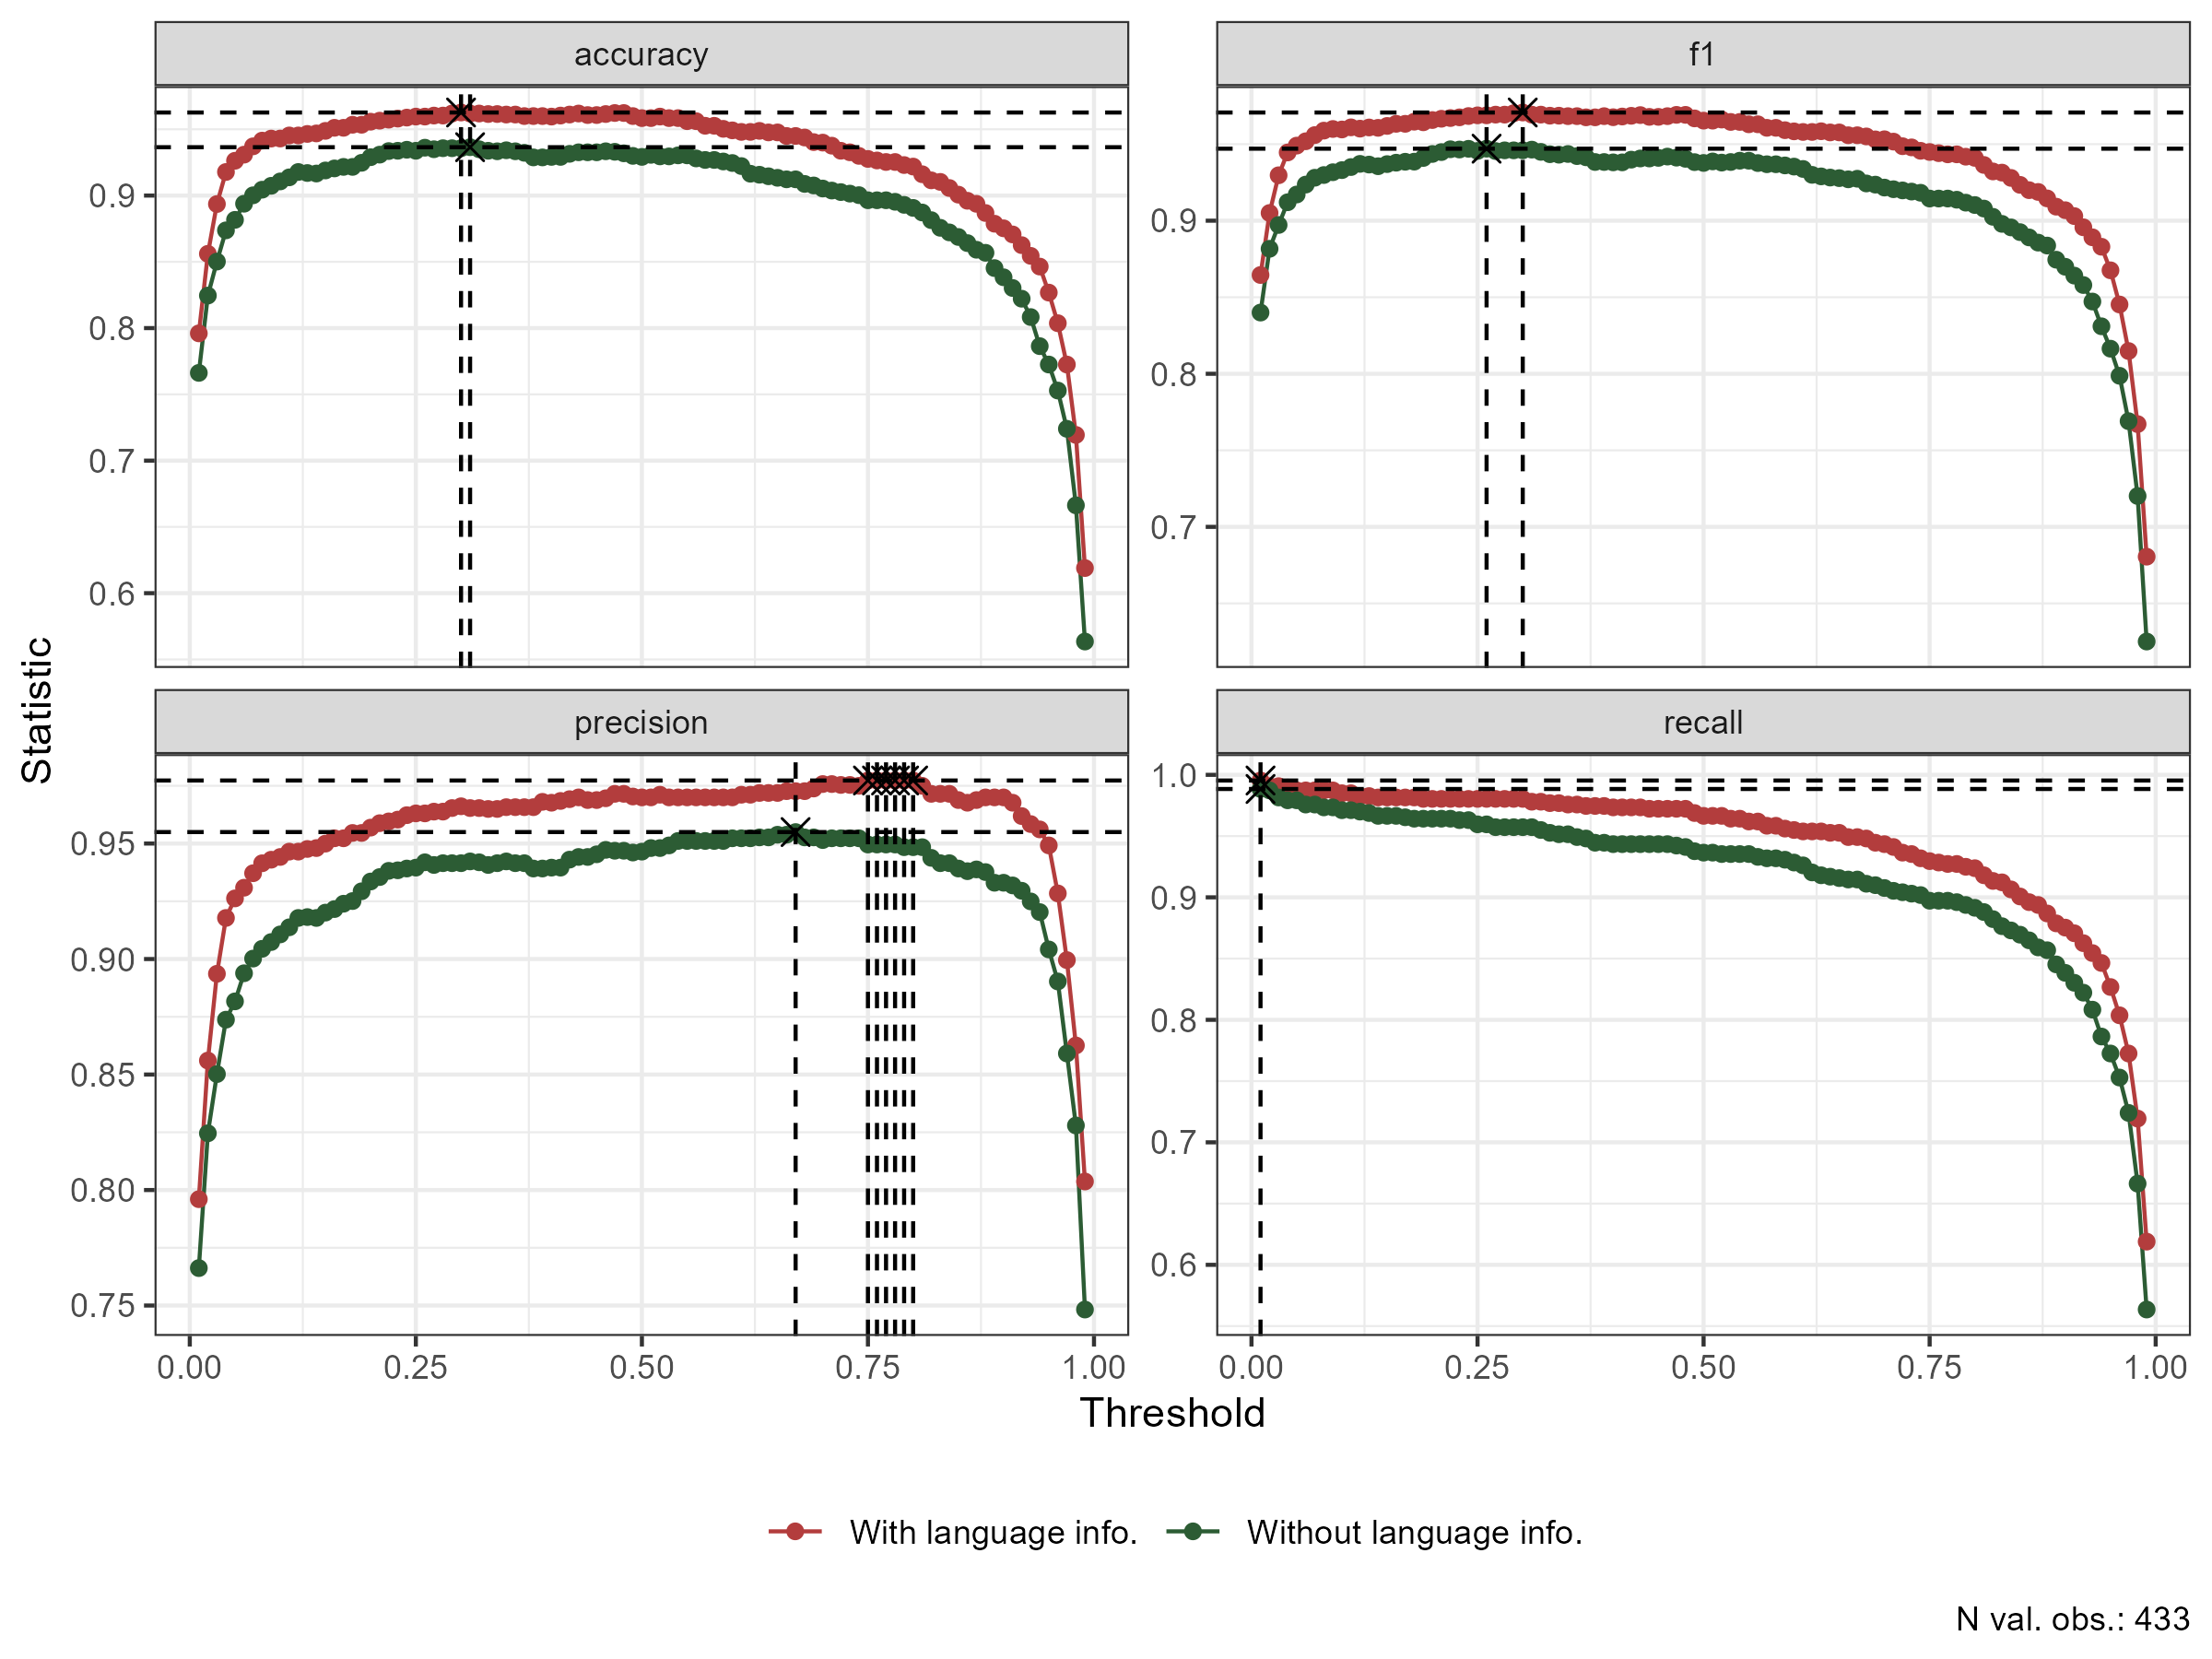 accuracy
f1
0.9
0.8
0.7
0.6
0.9
0.8
0.7
Statistic
precision
recall
0.95
0.90
0.85
0.80
0.75
1.0
0.9
0.8
0.7
0.6
0.00 0.25 0.50 0.75 1.00
0.00 0.25 0.50 0.75 1.00
Threshold
With language info. Without language info.
N val. obs.: 433